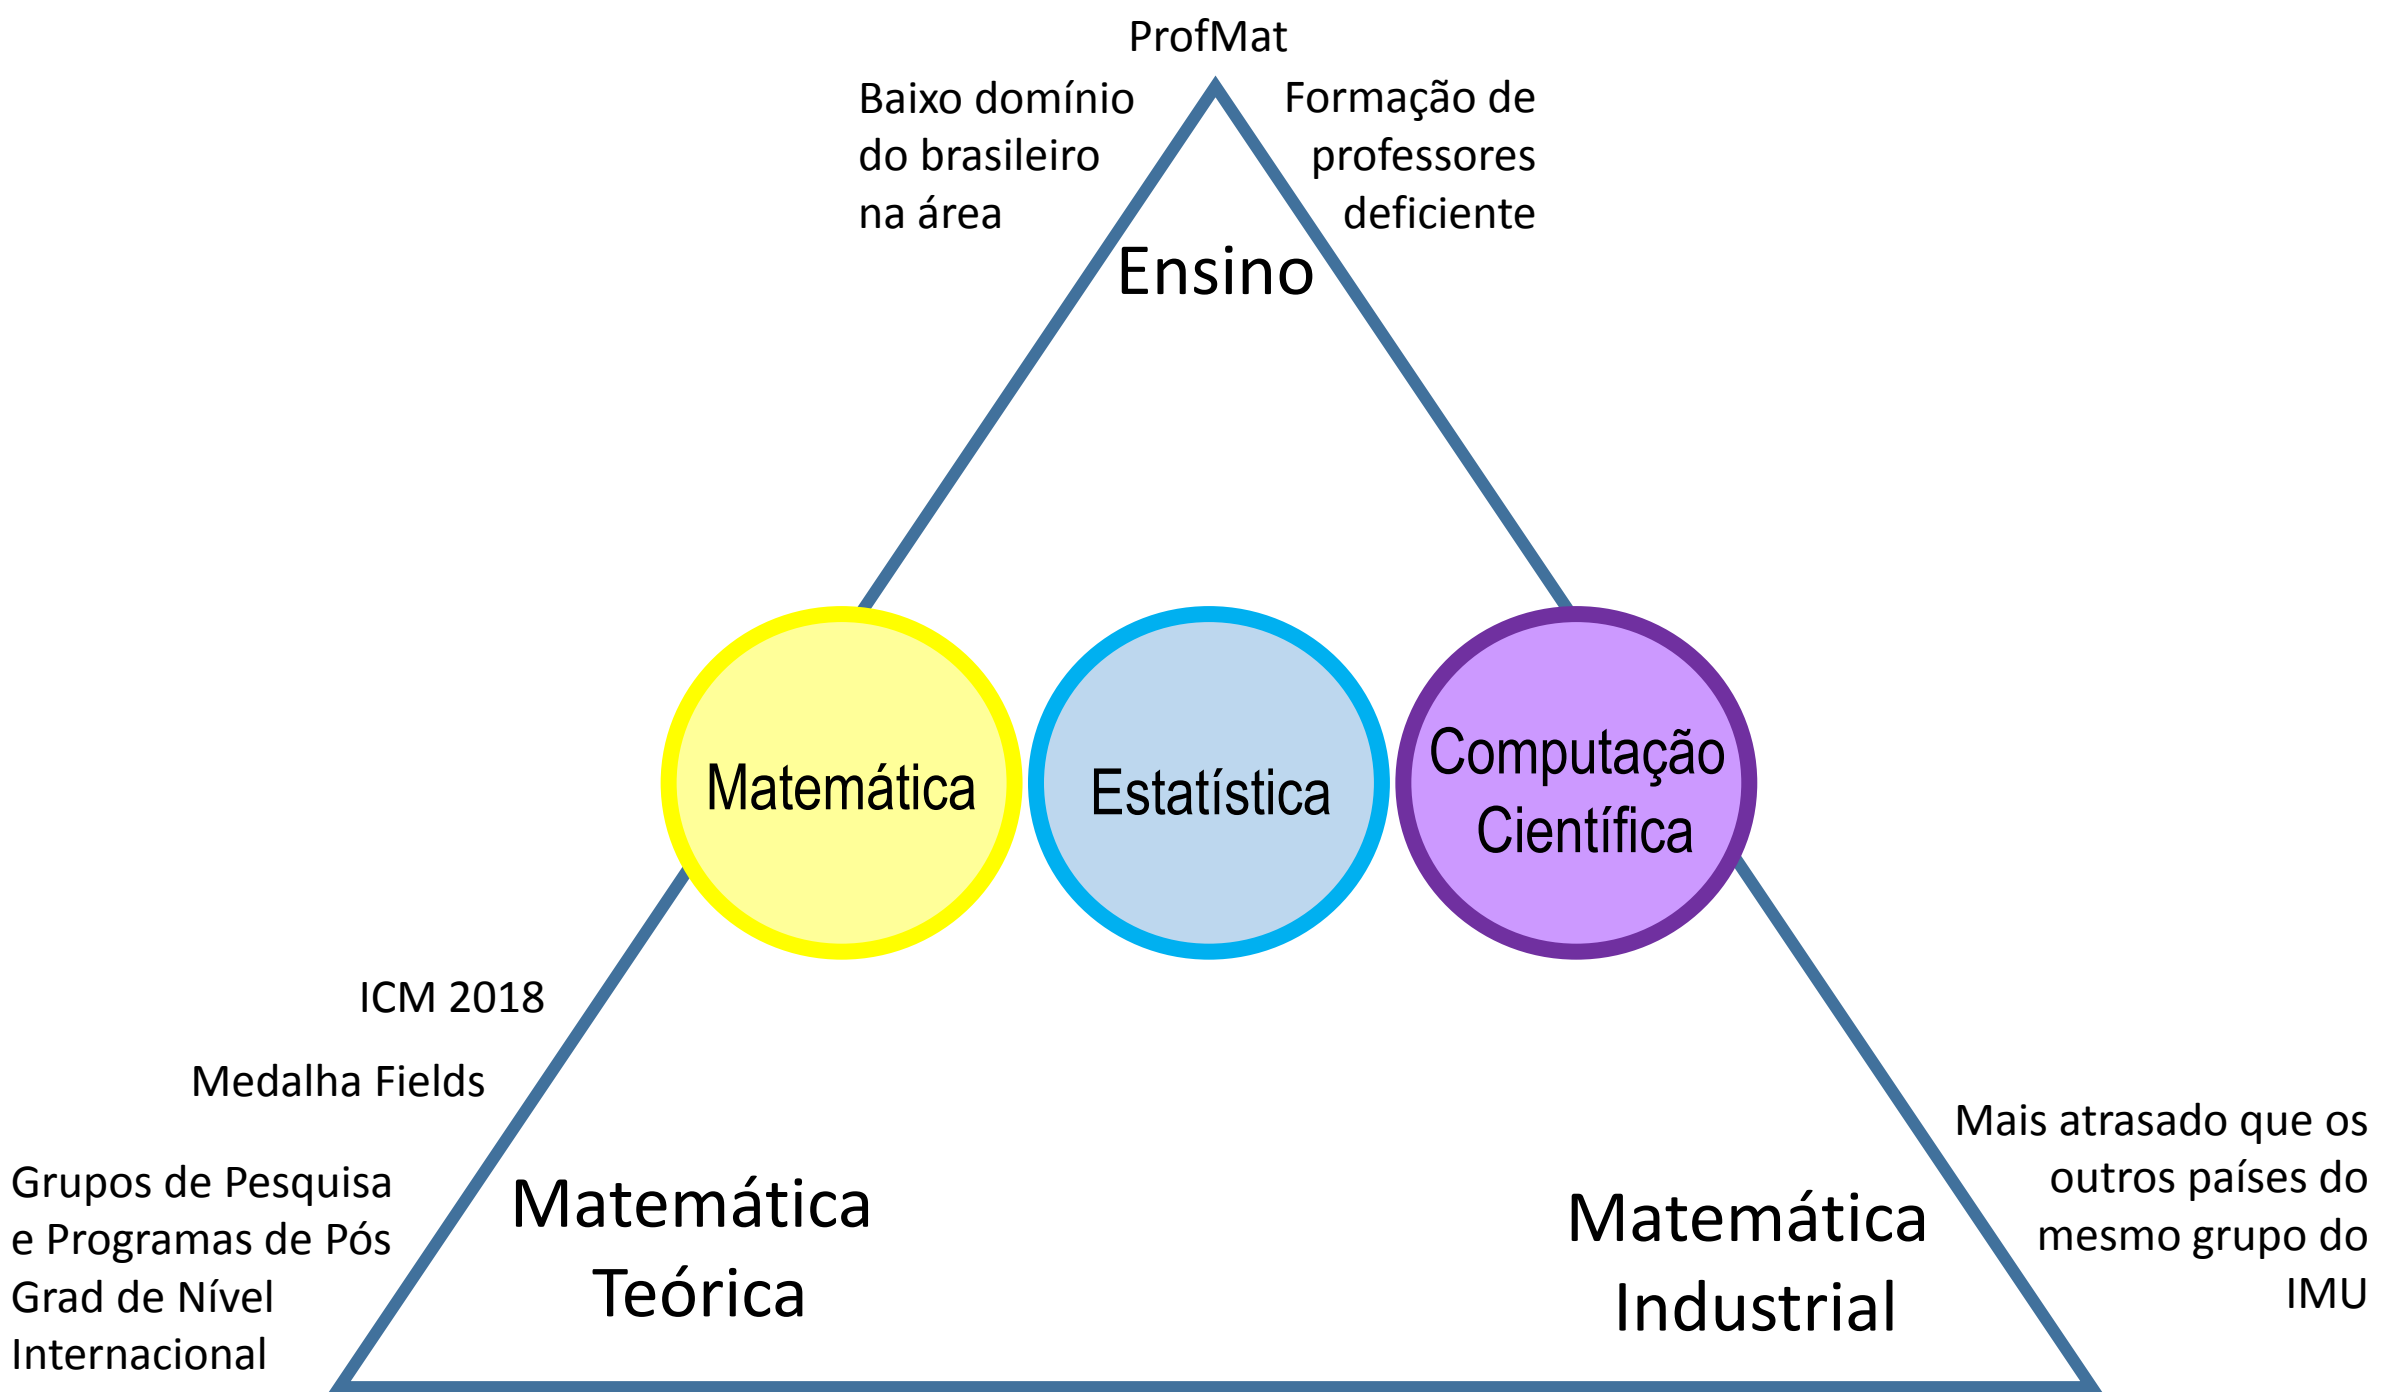 ProfMat
Baixo domínio
do brasileiro
na área
Formação de
professores
deficiente
Ensino
Matemática
Estatística
Computação
Científica
ICM 2018
Medalha Fields
Grupos de Pesquisa
e Programas de Pós
Grad de Nível
Internacional
Matemática
Teórica
Matemática
Industrial
Mais atrasado que os
outros países do
mesmo grupo do
IMU